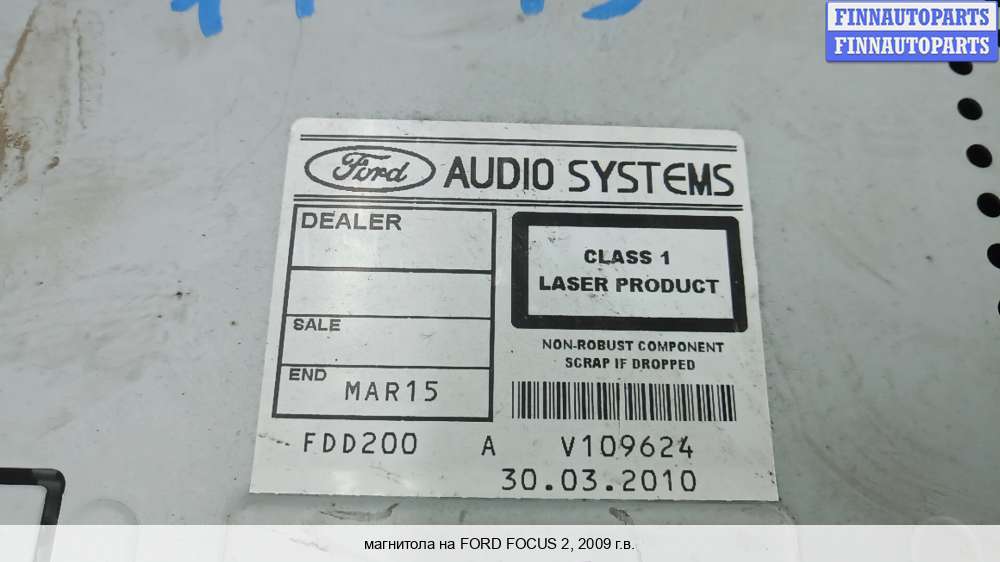 FINNAUTOPARTS
FINNAUTOPARTS
Ford AUDIO SYSTEMS
DEALER
CLASS 1
LASER PRODUCT
SALE
NON-ROBUST COMPONENT
SCRAP IF DROPPED
END MAR15
FDD200 A V109624
30.03.2010
магнитола на FORD FOCUS 2, 2009 г.в.